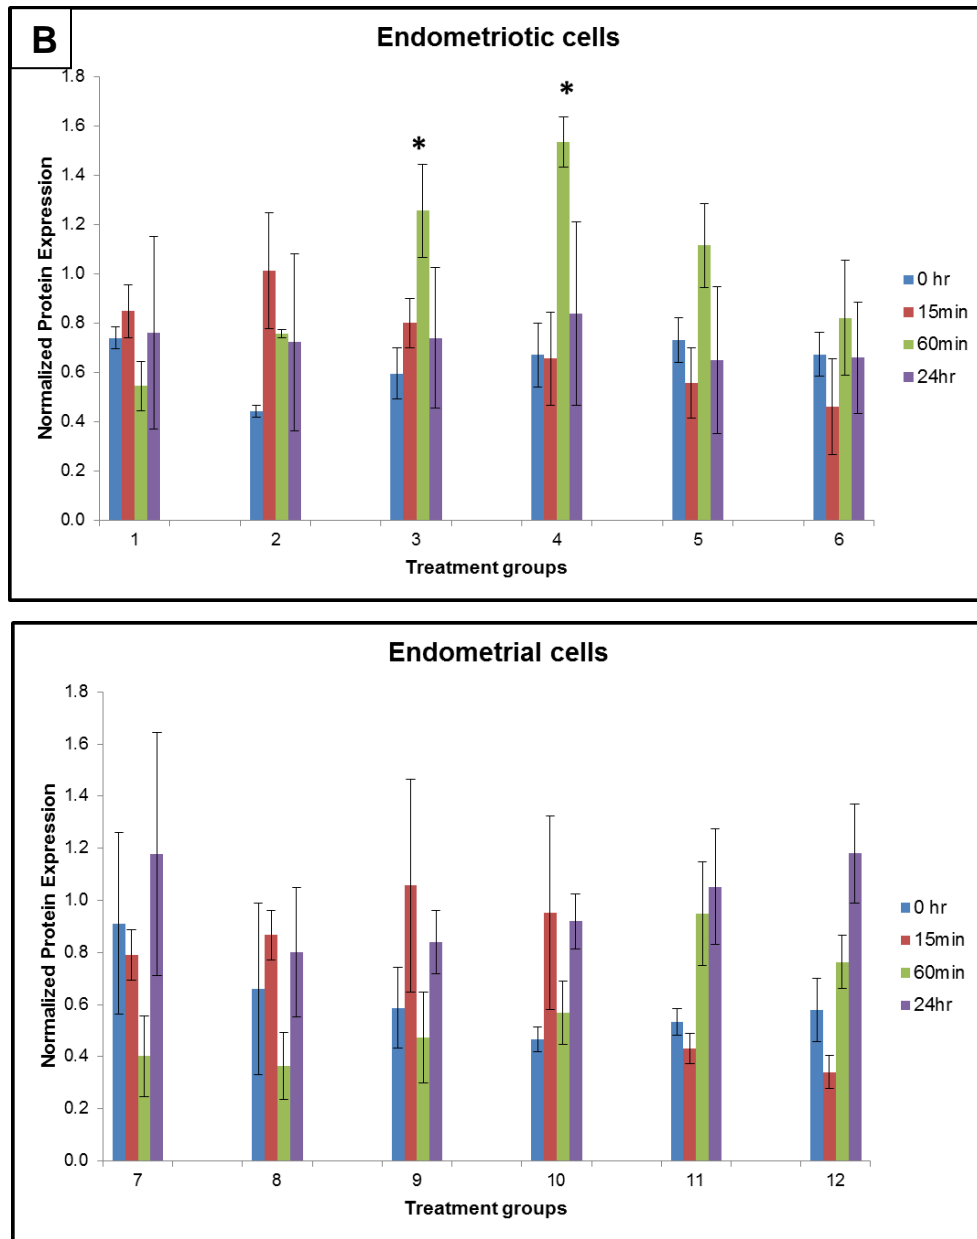 B
Endometriotic cells
Normalized Protein Expression
1.8
1.6
1.4
1.2
1.0
0.8
0.6
0.4
0.2
0.0
*
*
1 2 3 4 5 6
Treatment groups
0 hr
15min
60min
24hr
Endometrial cells
Normalized Protein Expression
1.8
1.6
1.4
1.2
1.0
0.8
0.6
0.4
0.2
0.0
7 8 9 10 11 12
Treatment groups
0 hr
15min
60min
24hr